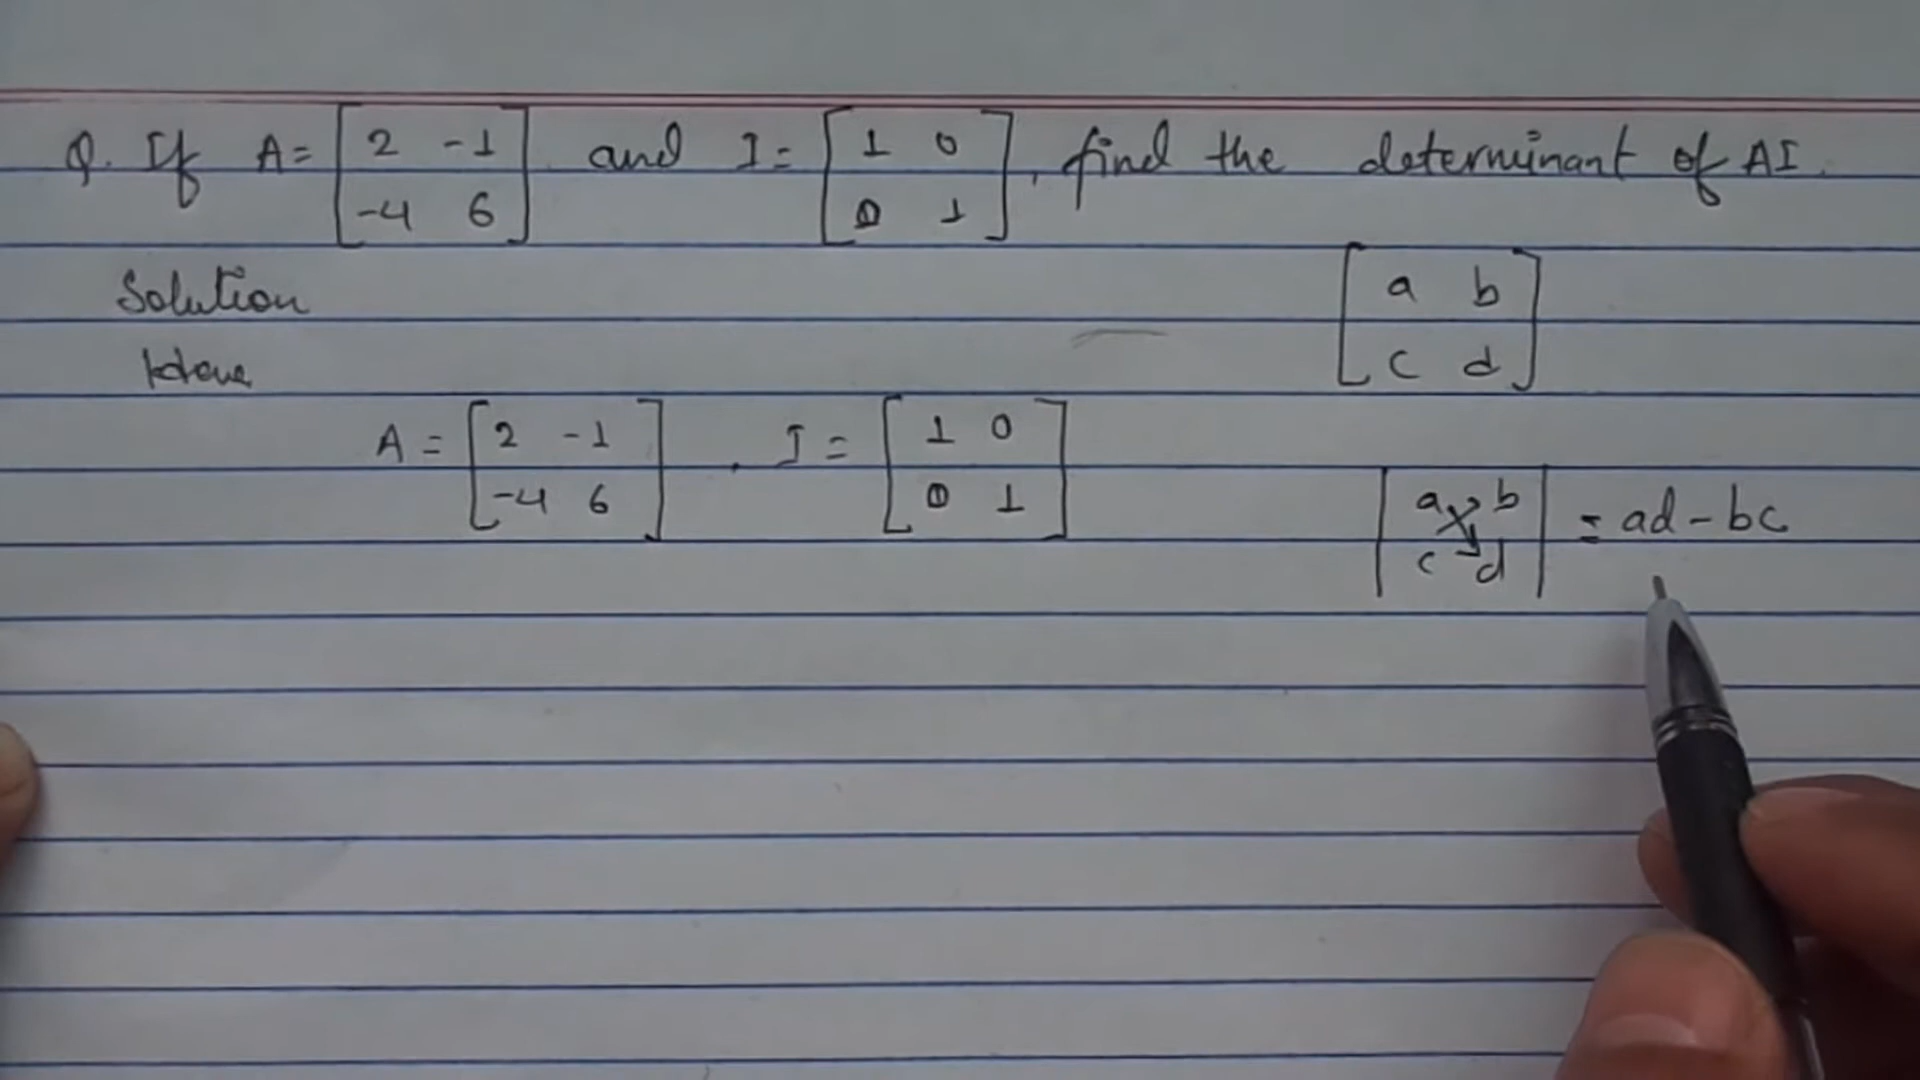 Q. If A = [2 -1 -4 6] and I = [1 0 0 1], find the determinant of AI.
Solution
[a b c d]
Here
A = [2 -1 -4 6], I = [1 0 0 1]
|a b c d| = ad - bc